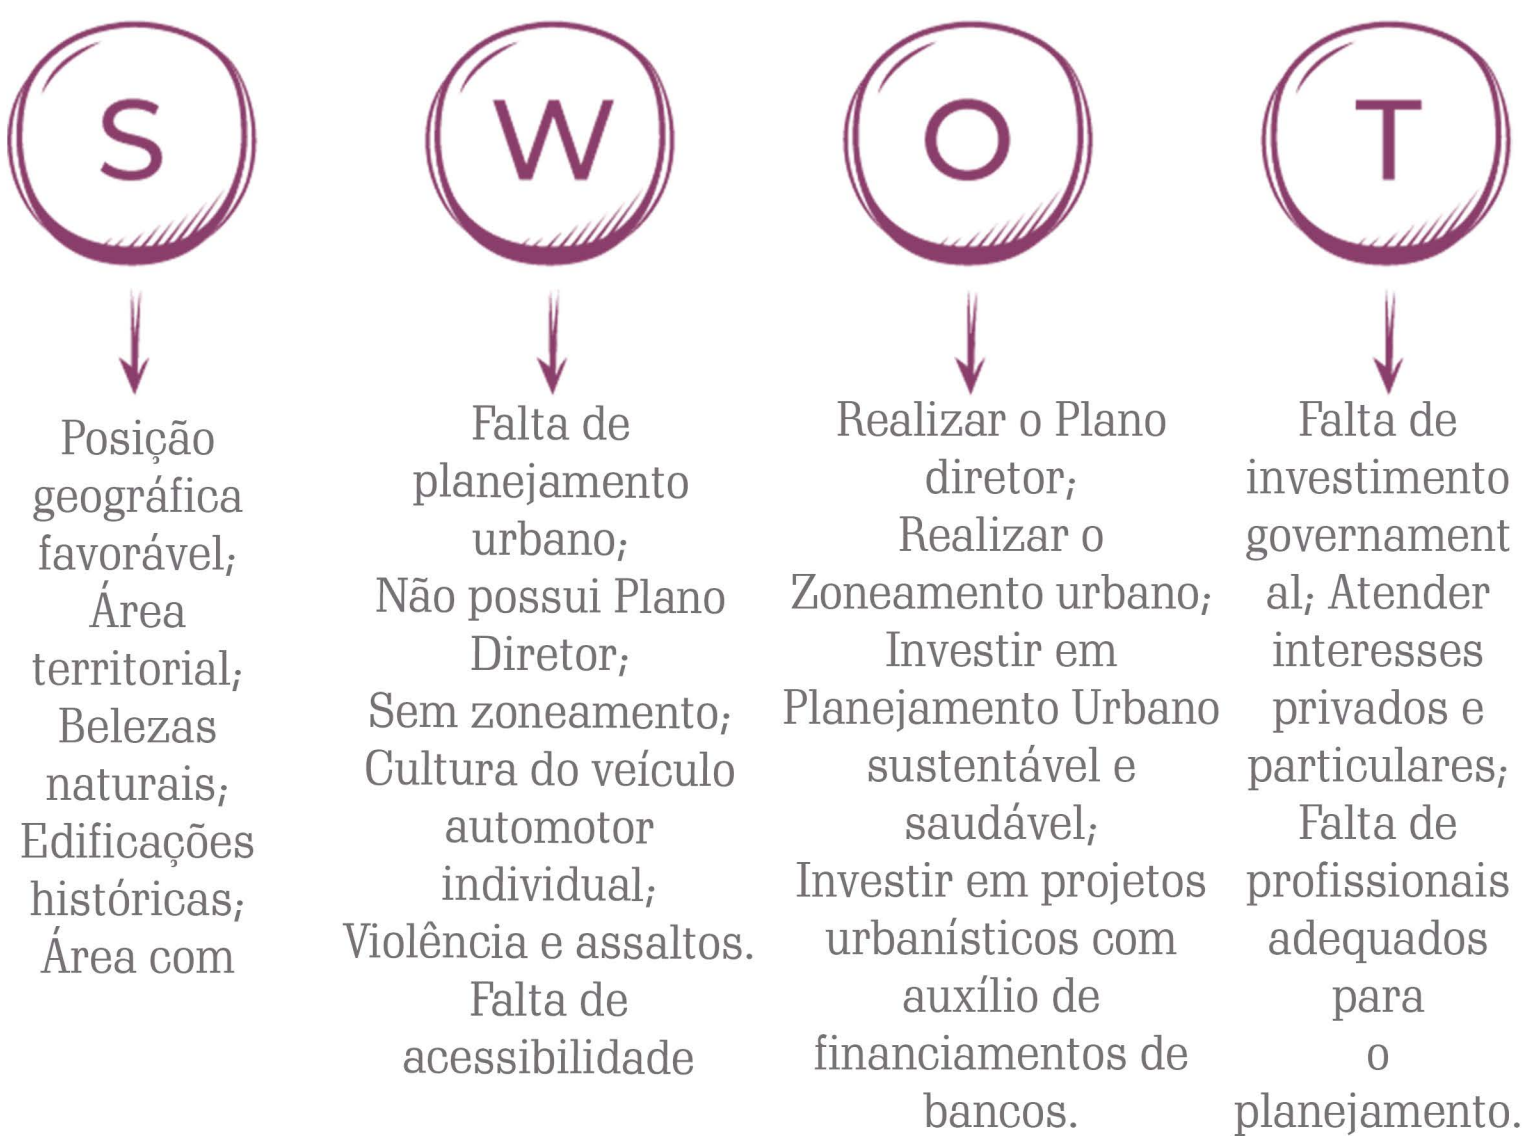 S
Posição
geográfica
favorável;
Área
territorial;
Belezas
naturais;
Edificações
históricas;
Área com
W
Falta de
planejamento
urbano;
Não possui Plano
Diretor;
Sem zoneamento;
Cultura do veículo
automotor
individual;
Violência e assaltos.
Falta de
acessibilidade
O
Realizar o Plano
diretor;
Realizar o
Zoneamento urbano;
Investir em
Planejamento Urbano
sustentável e
saudável;
Investir em projetos
urbanísticos com
auxílio de
financiamentos de
bancos.
T
Falta de
investimento
governament
al; Atender
interesses
privados e
particulares;
Falta de
profissionais
adequados
para
o
planejamento.